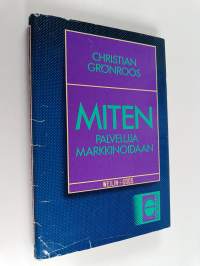 CHRISTIAN
GRÖNROOS
MITEN
PALVELUJA
MARKKINOIDAAN
WEILIN+GÖÖS